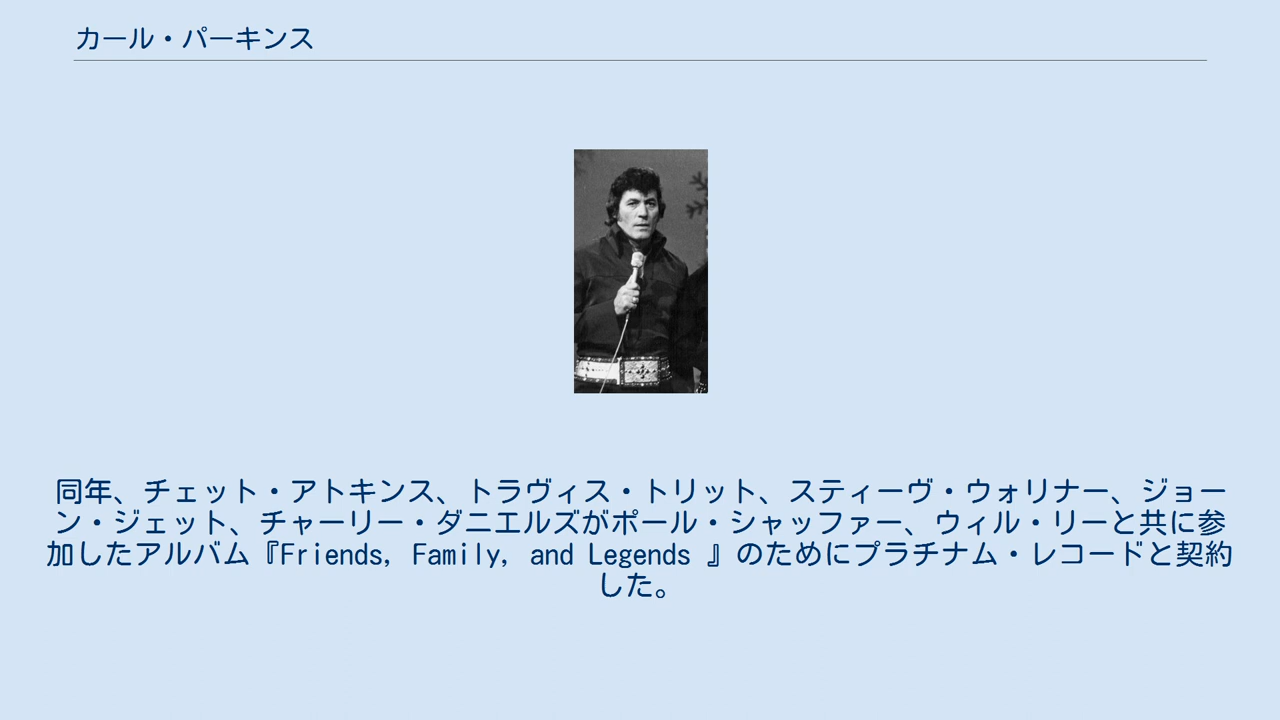 カール・パーキンス
同年、チェット・アトキンス、トラヴィス・トリット、スティーヴ・ウォリナー、ジョー
ン・ジェット、チャーリー・ダニエルズがポール・シャッファー、ウィル・リーと共に参
加したアルバム『Friends, Family, and Legends 』のためにプラチナム・レコードと契約
した。